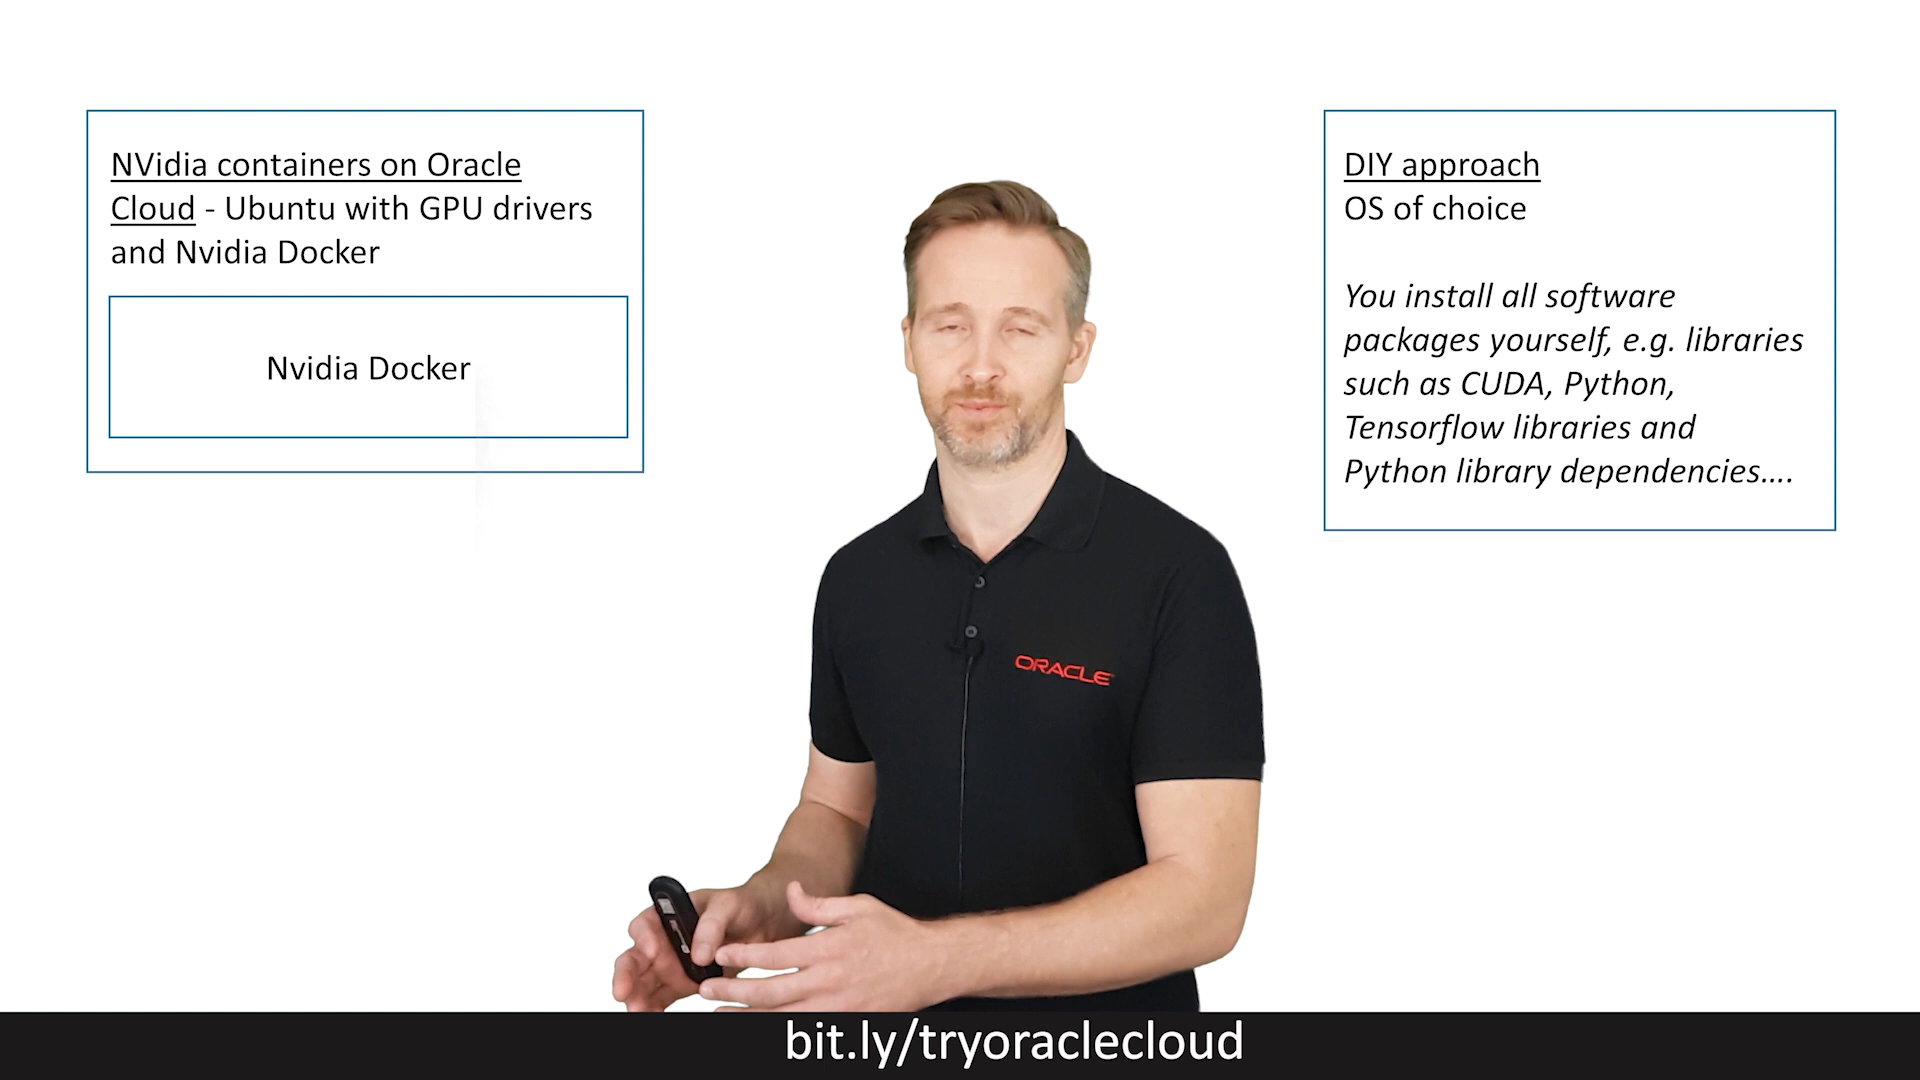 NVidia containers on Oracle
Cloud - Ubuntu with GPU drivers
and Nvidia Docker
Nvidia Docker
DIY approach
OS of choice
You install all software
packages yourself, e.g. libraries
such as CUDA, Python,
Tensorflow libraries and
Python library dependencies....
ORACLE
bit.ly/tryoraclecloud